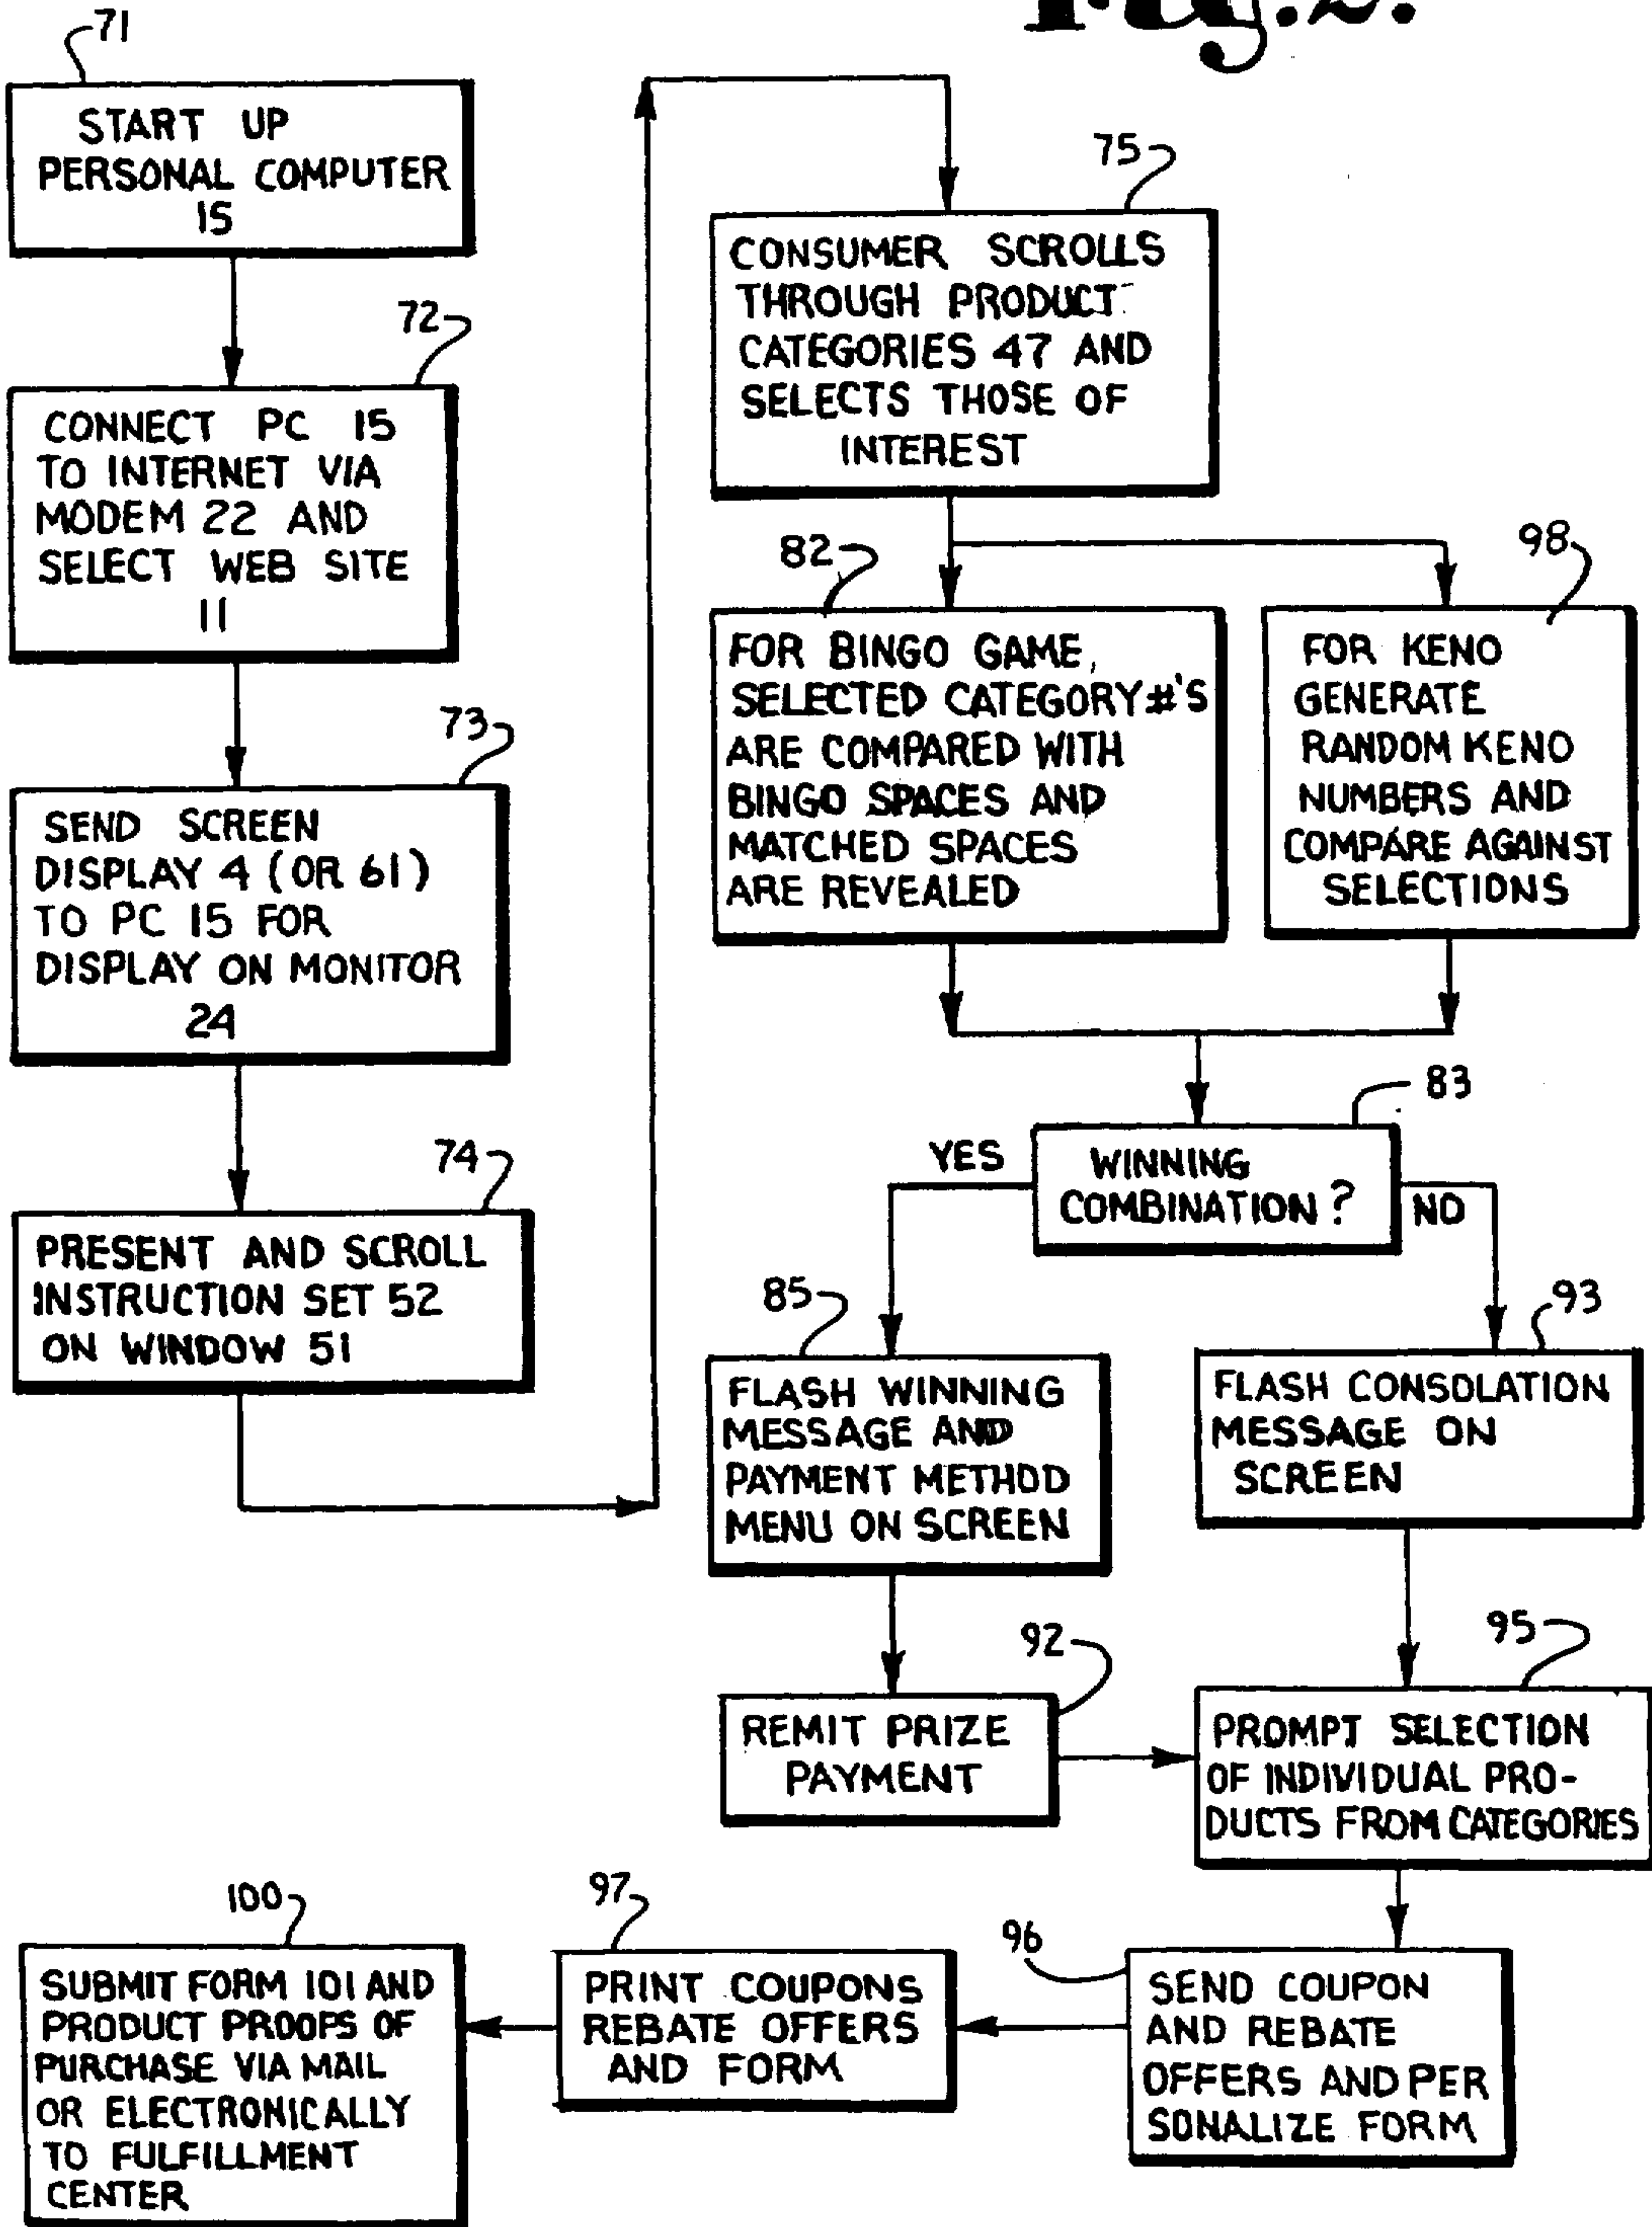 Fig.2.
71
START UP
PERSONAL COMPUTER
15
72
CONNECT PC 15
TO INTERNET VIA
MODEM 22 AND
SELECT WEB SITE
11
73
SEND SCREEN
DISPLAY 4 (OR 61)
TO PC 15 FOR
DISPLAY ON MONITOR
24
74
PRESENT AND SCROLL
INSTRUCTION SET 52
ON WINDOW 51
75
CONSUMER SCROLLS
THROUGH PRODUCT
CATEGORIES 47 AND
SELECTS THOSE OF
INTEREST
82
FOR BINGO GAME,
SELECTED CATEGORY #'S
ARE COMPARED WITH
BINGO SPACES AND
MATCHED SPACES
ARE REVEALED
98
FOR KENO
GENERATE
RANDOM KENO
NUMBERS AND
COMPARE AGAINST
SELECTIONS
83
WINNING
COMBINATION?
YES
NO
85
FLASH WINNING
MESSAGE AND
PAYMENT METHOD
MENU ON SCREEN
93
FLASH CONSOLATION
MESSAGE ON
SCREEN
92
REMIT PRIZE
PAYMENT
95
PROMPT SELECTION
OF INDIVIDUAL PRO-
DUCTS FROM CATEGORIES
96
SEND COUPON
AND REBATE
OFFERS AND PER
SONALIZE FORM
97
PRINT COUPONS
REBATE OFFERS
AND FORM
100
SUBMIT FORM 101 AND
PRODUCT PROOPS OF
PURCHASE VIA MAIL
OR ELECTRONICALLY
TO FULFILLMENT
CENTER